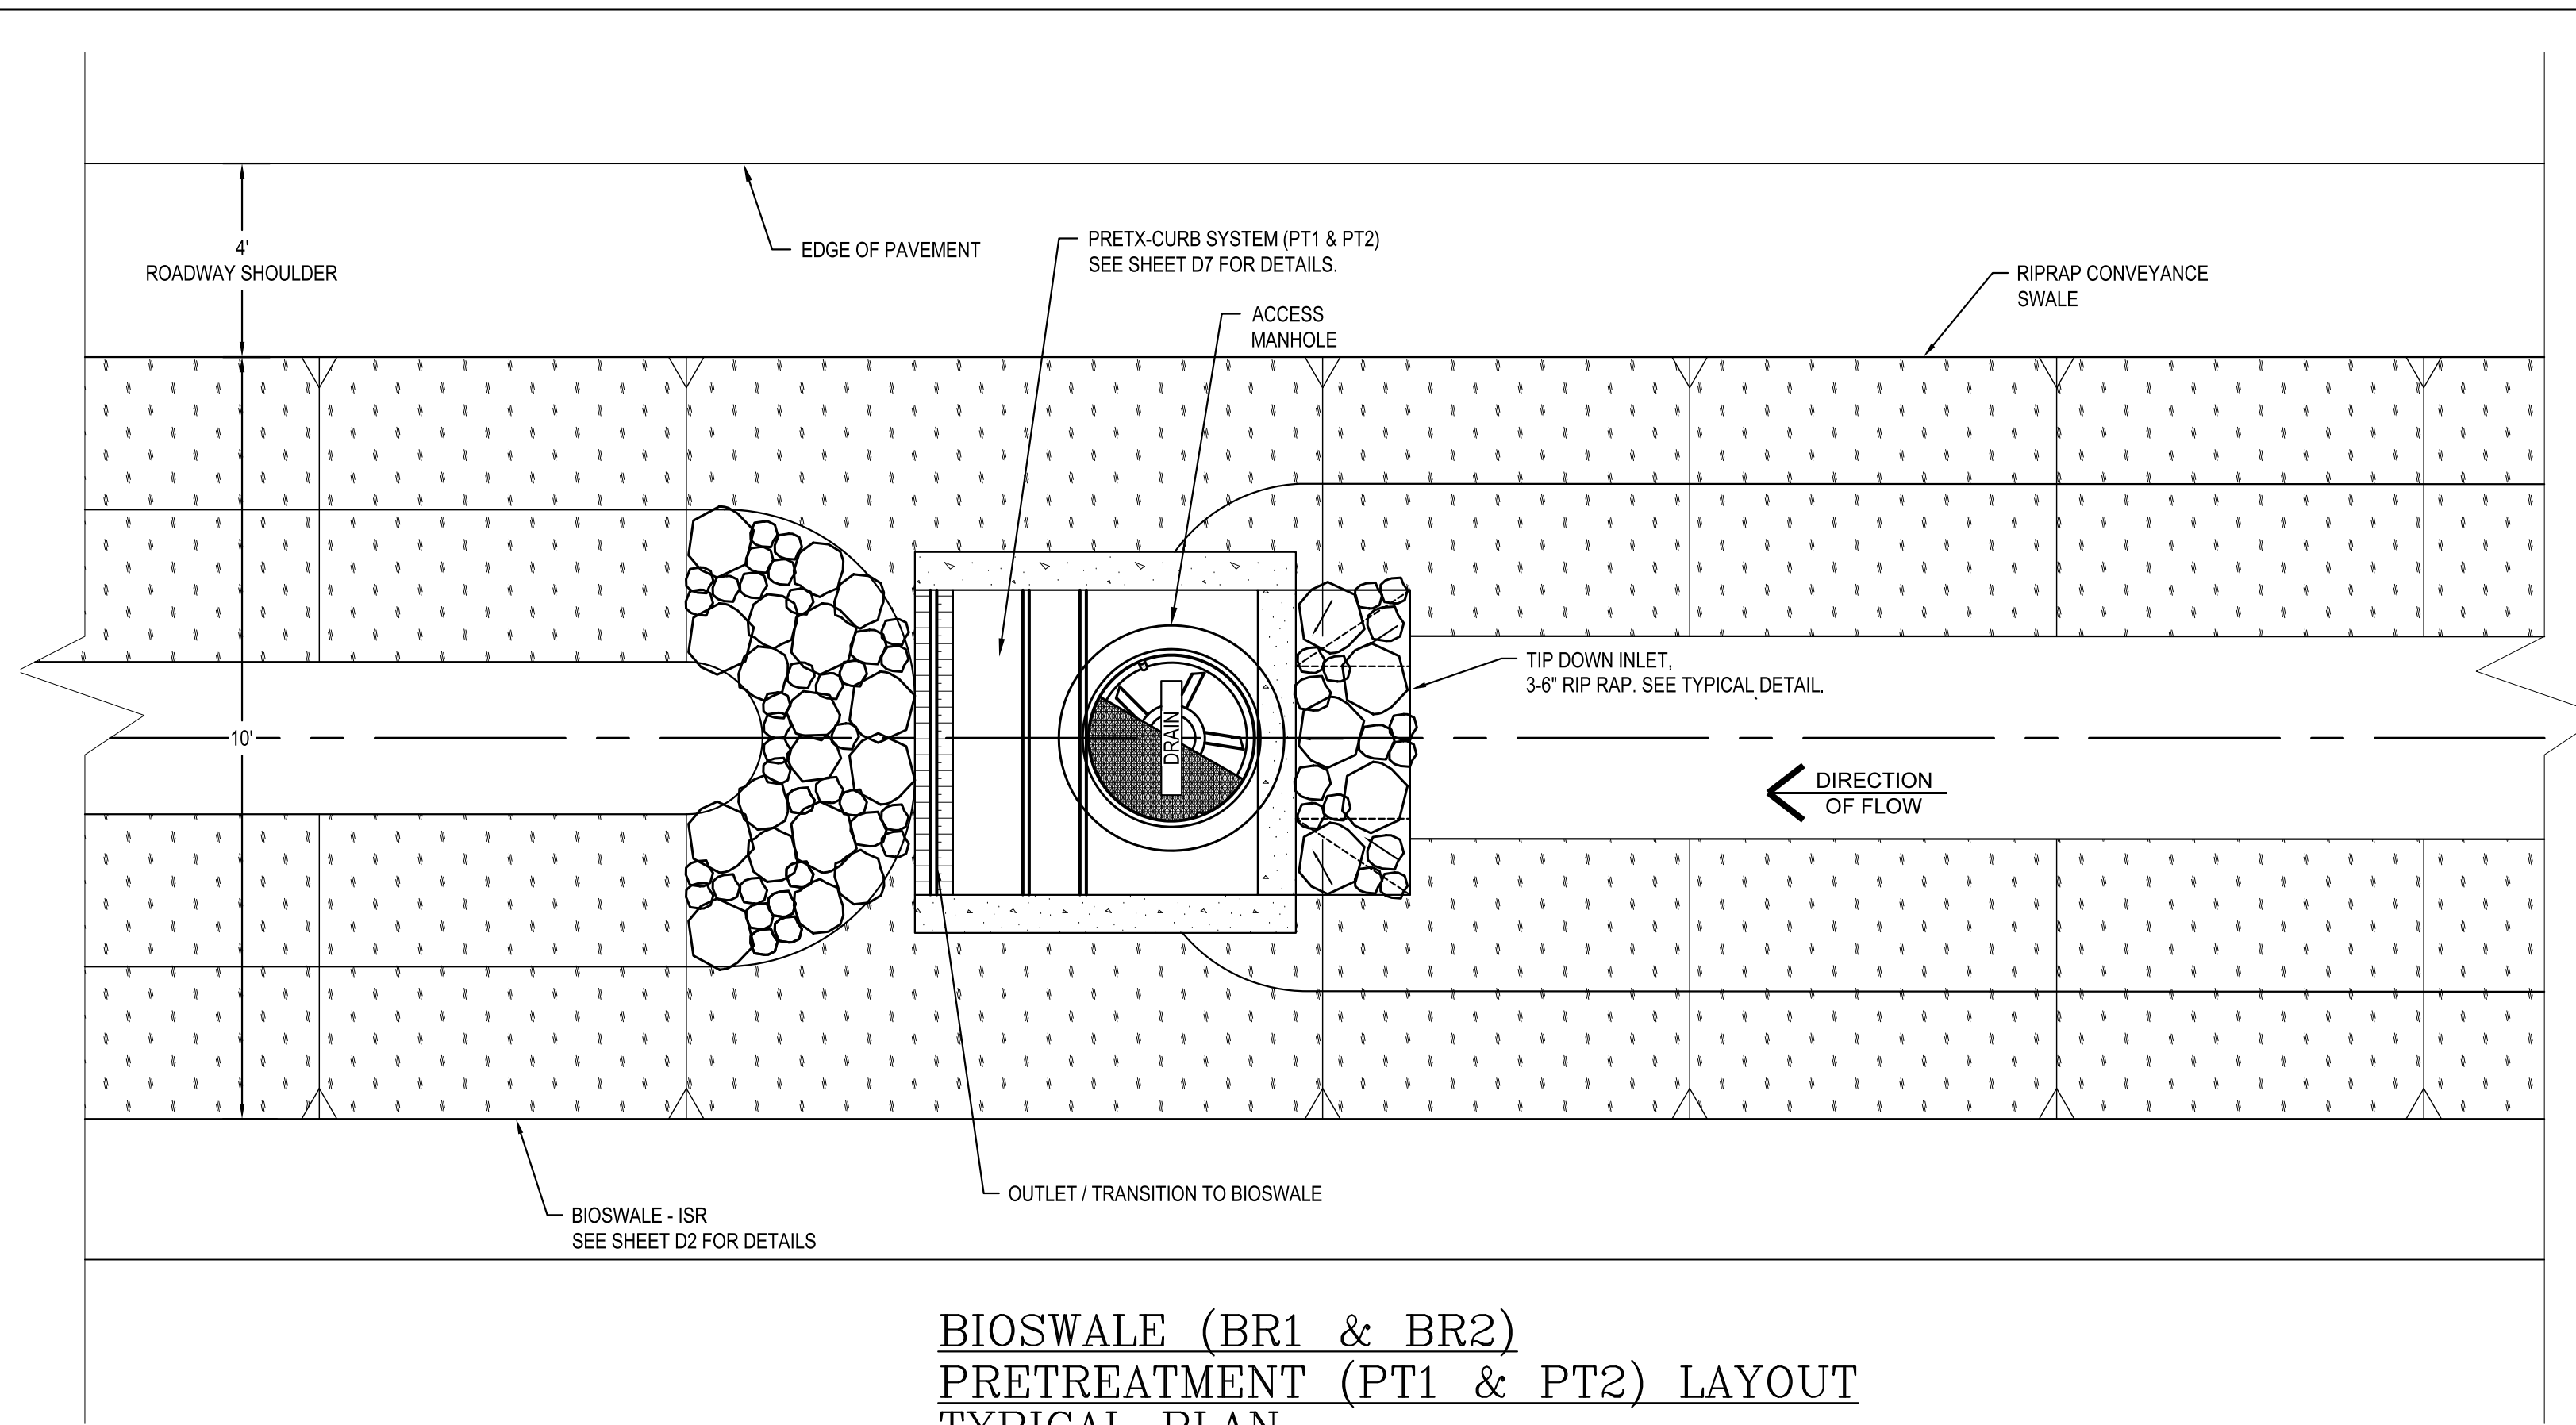 4'
ROADWAY SHOULDER
EDGE OF PAVEMENT
PRETX-CURB SYSTEM (PT1 & PT2)
SEE SHEET D7 FOR DETAILS.
ACCESS
MANHOLE
RIPRAP CONVEYANCE
SWALE
TIP DOWN INLET,
3-6" RIP RAP. SEE TYPICAL DETAIL.
DRAIN
10'
DIRECTION
OF FLOW
OUTLET / TRANSITION TO BIOSWALE
BIOSWALE - ISR
SEE SHEET D2 FOR DETAILS
BIOSWALE (BR1 & BR2)
PRETREATMENT (PT1 & PT2) LAYOUT
TYPICAL PLAN